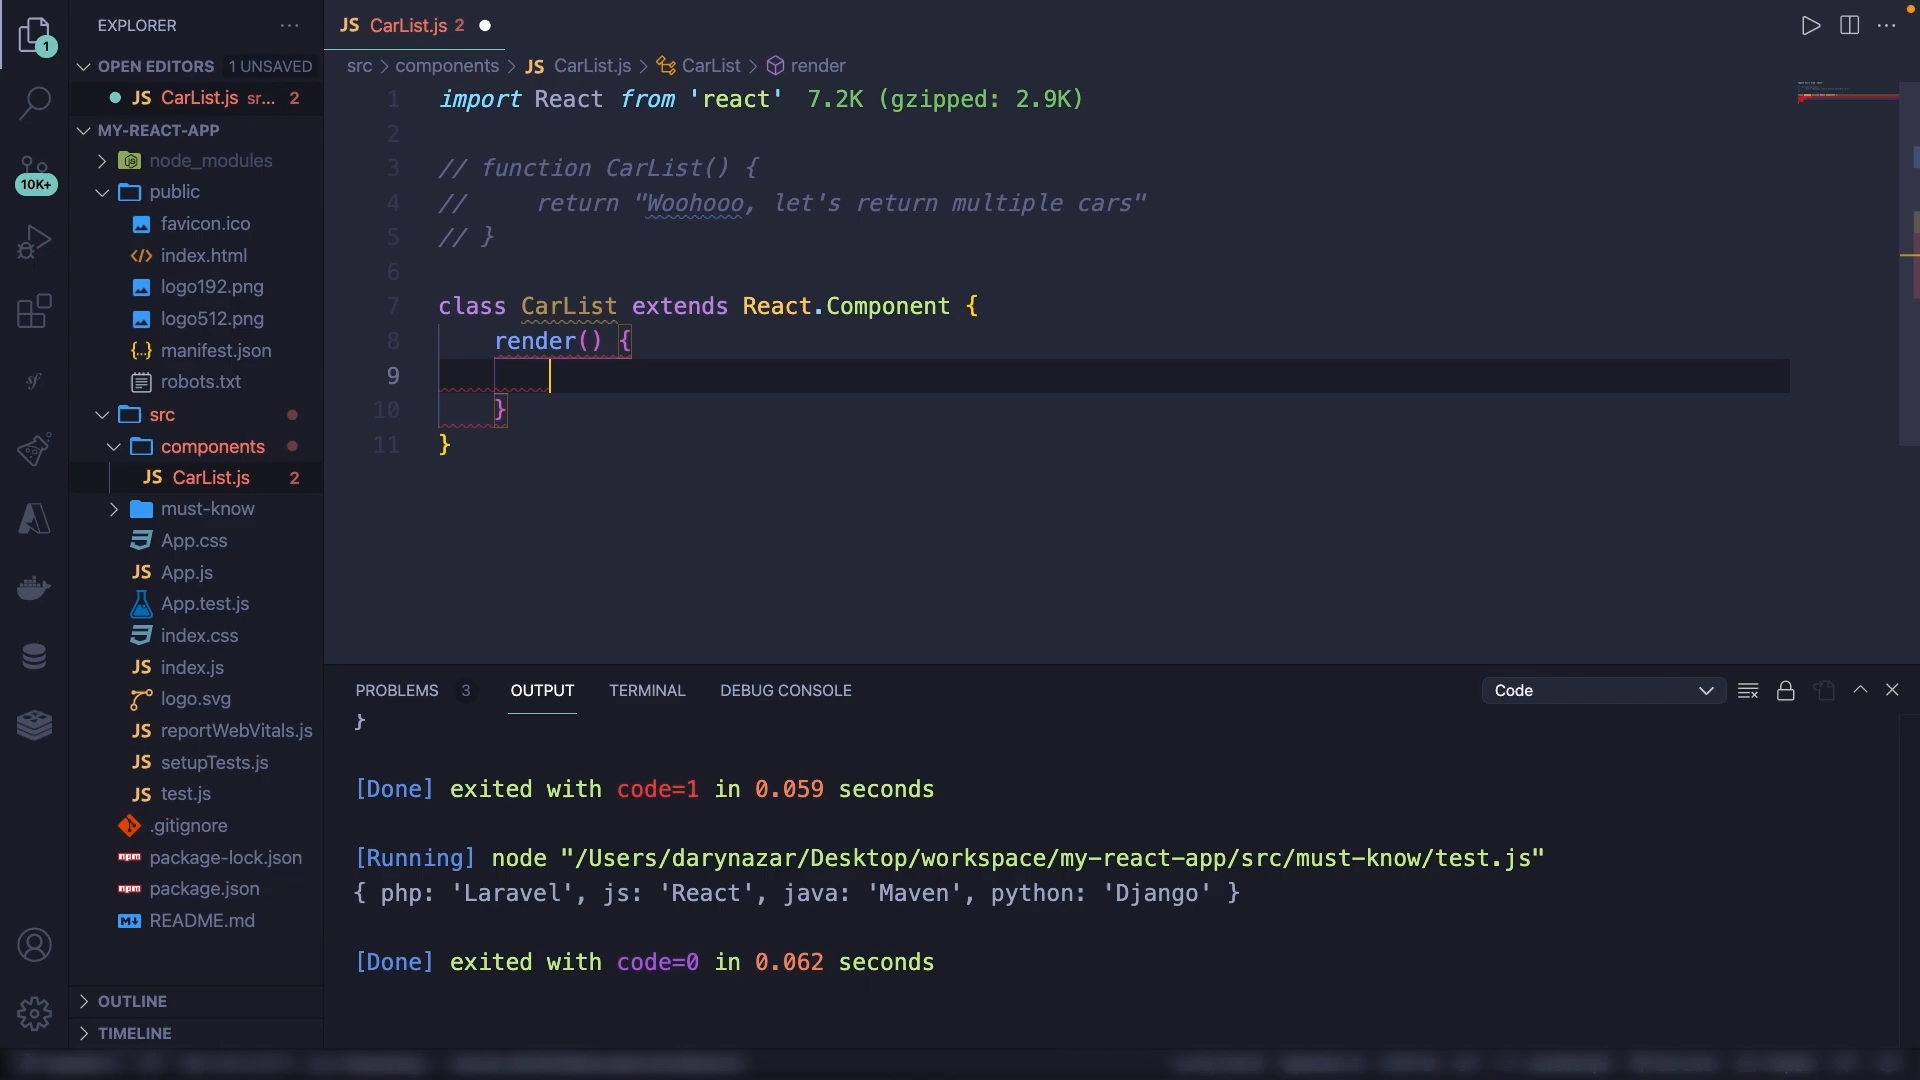 EXPLORER
OPEN EDITORS 1 UNSAVED
JS CarList.js sr... 2
MY-REACT-APP
node_modules
public
favicon.ico
index.html
logo192.png
logo512.png
manifest.json
robots.txt
src
components
JS CarList.js 2
must-know
App.css
JS App.js
App.test.js
index.css
JS index.js
logo.svg
JS reportWebVitals.js
JS setupTests.js
JS test.js
.gitignore
npm package-lock.json
npm package.json
M↓ README.md
OUTLINE
TIMELINE
1
10K+
JS CarList.js 2
src > components > JS CarList.js > CarList > render
1 import React from 'react' 7.2K (gzipped: 2.9K)
2
3 // function CarList() {
4 //     return "Woohooo, let's return multiple cars"
5 // }
6
7 class CarList extends React.Component {
8     render() {
9
10     }
11 }
PROBLEMS 3 OUTPUT TERMINAL DEBUG CONSOLE Code
}
[Done] exited with code=1 in 0.059 seconds
[Running] node "/Users/darynazar/Desktop/workspace/my-react-app/src/must-know/test.js"
{ php: 'Laravel', js: 'React', java: 'Maven', python: 'Django' }
[Done] exited with code=0 in 0.062 seconds